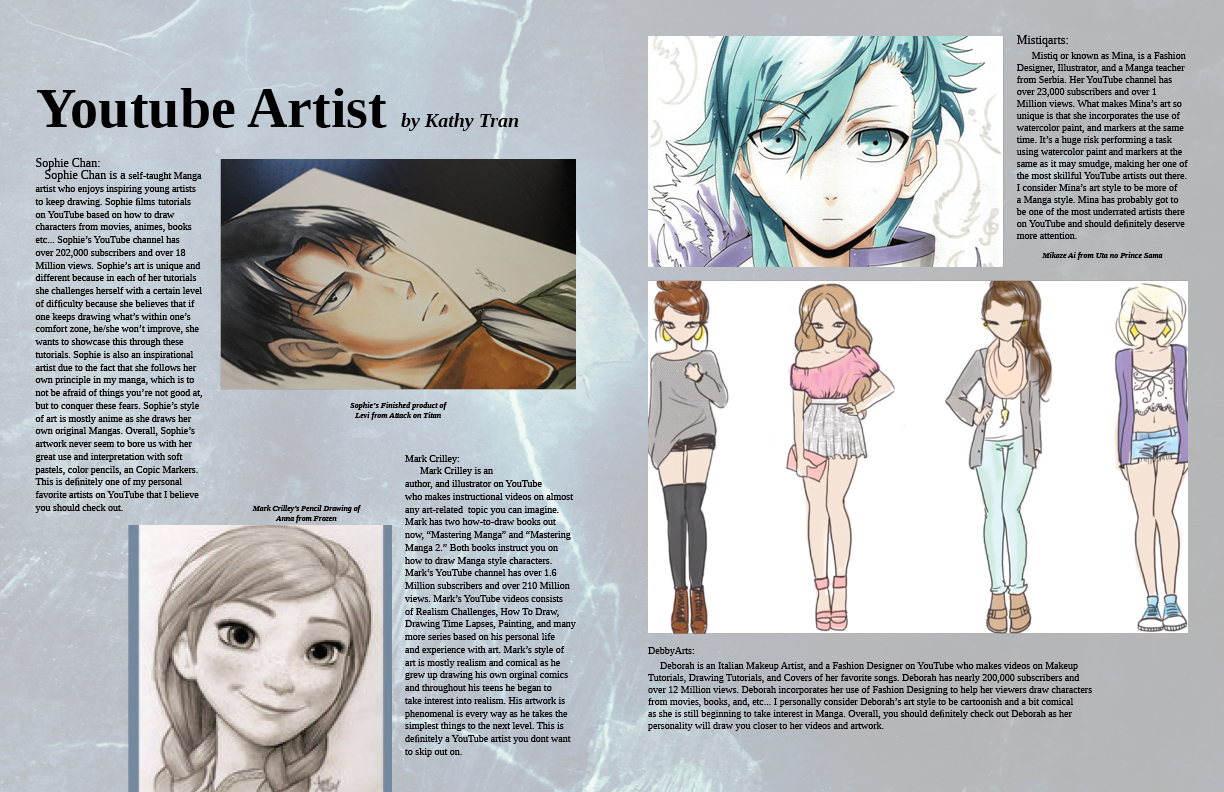 Youtube Artist by Kathy Tran
Sophie Chan:
Sophie Chan is a self-taught Manga
artist who enjoys inspiring young artists
to keep drawing. Sophie films tutorials
on YouTube based on how to draw
characters from movies, animes, books
etc... Sophie's YouTube channel has
over 202,000 subscribers and over 18
Million views. Sophie's art is unique and
different because in each of her tutorials
she challenges herself with a certain level
of difficulty because she believes that if
one keeps drawing what's within one's
comfort zone, he/she won't improve, she
wants to showcase this through these
tutorials. Sophie is also an inspirational
artist due to the fact that she follows her
own principle in my manga, which is to
not be afraid of things you're not good at,
but to conquer these fears. Sophie's style
of art is mostly anime as she draws her
own original Mangas. Overall, Sophie's
artwork never seem to bore us with her
great use and interpretation with soft
pastels, color pencils, an Copic Markers.
This is definitely one of my personal
favorite artists on YouTube that I believe
you should check out.
Sophie's Finished product of
Levi from Attack on Titan
Mark Crilley's Pencil Drawing of
Anna from Frozen
Mark Crilley:
Mark Crilley is an
author, and illustrator on YouTube
who makes instructional videos on almost
any art-related topic you can imagine.
Mark has two how-to-draw books out
now, “Mastering Manga” and “Mastering
Manga 2.” Both books instruct you on
how to draw Manga style characters.
Mark's YouTube channel has over 1.6
Million subscribers and over 210 Million
views. Mark's YouTube videos consists
of Realism Challenges, How To Draw,
Drawing Time Lapses, Painting, and many
more series based on his personal life
and experience with art. Mark's style of
art is mostly realism and comical as he
grew up drawing his own orginal comics
and throughout his teens he began to
take interest into realism. His artwork is
phenomenal is every way as he takes the
simplest things to the next level. This is
definitely a YouTube artist you dont want
to skip out on.
Mistiqarts:
Mistiq or known as Mina, is a Fashion
Designer, Illustrator, and a Manga teacher
from Serbia. Her YouTube channel has
over 23,000 subscribers and over 1
Million views. What makes Mina's art so
unique is that she incorporates the use of
watercolor paint, and markers at the same
time. It's a huge risk performing a task
using watercolor paint and markers at the
same as it may smudge, making her one of
the most skillful YouTube artists out there.
I consider Mina's art style to be more of
a Manga style. Mina has probably got to
be one of the most underrated artists there
on YouTube and should definitely deserve
more attention.
Mikaze Ai from Uta no Prince Sama
DebbyArts:
Deborah is an Italian Makeup Artist, and a Fashion Designer on YouTube who makes videos on Makeup
Tutorials, Drawing Tutorials, and Covers of her favorite songs. Deborah has nearly 200,000 subscribers and
over 12 Million views. Deborah incorporates her use of Fashion Designing to help her viewers draw characters
from movies, books, and, etc... I personally consider Deborah's art style to be cartoonish and a bit comical
as she is still beginning to take interest in Manga. Overall, you should definitely check out Deborah as her
personality will draw you closer to her videos and artwork.